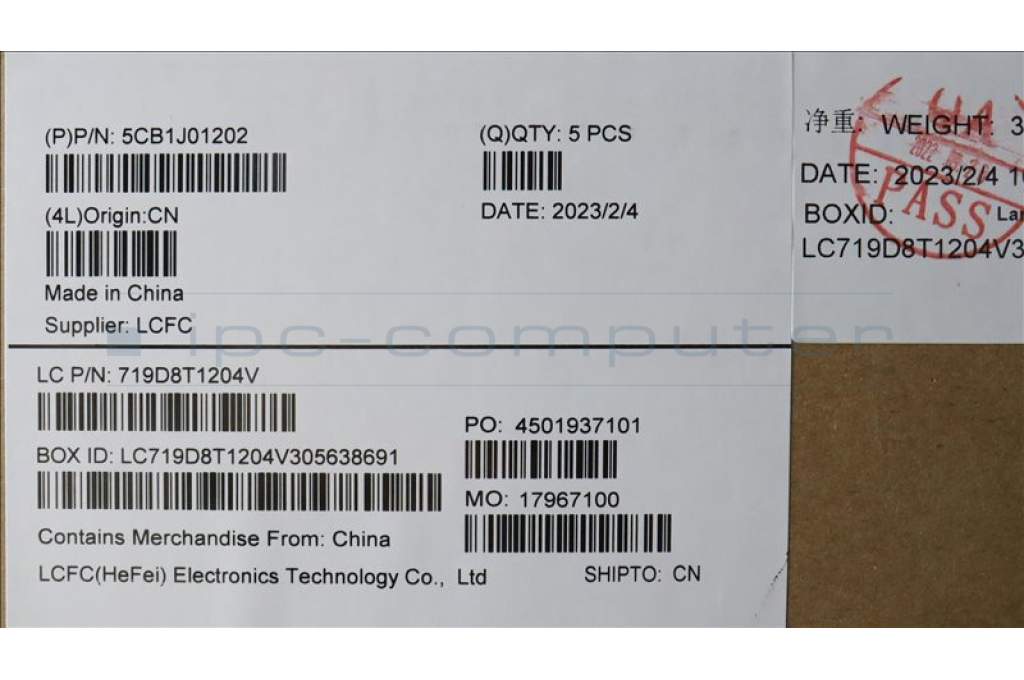 (P)P/N: 5CB1J01202
(Q)QTY: 5 PCS
(4L)Origin:CN
DATE: 2023/2/4
Made in China
Supplier: LCFC
净重: WEIGHT: 3
DATE: 2023/2/4
BOXID:
LC719D8T1204V3
PASS
ipc-computer
LC P/N: 719D8T1204V
PO: 4501937101
BOX ID: LC719D8T1204V305638691
MO: 17967100
Contains Merchandise From: China
LCFC(HeFei) Electronics Technology Co., Ltd
SHIPTO: CN